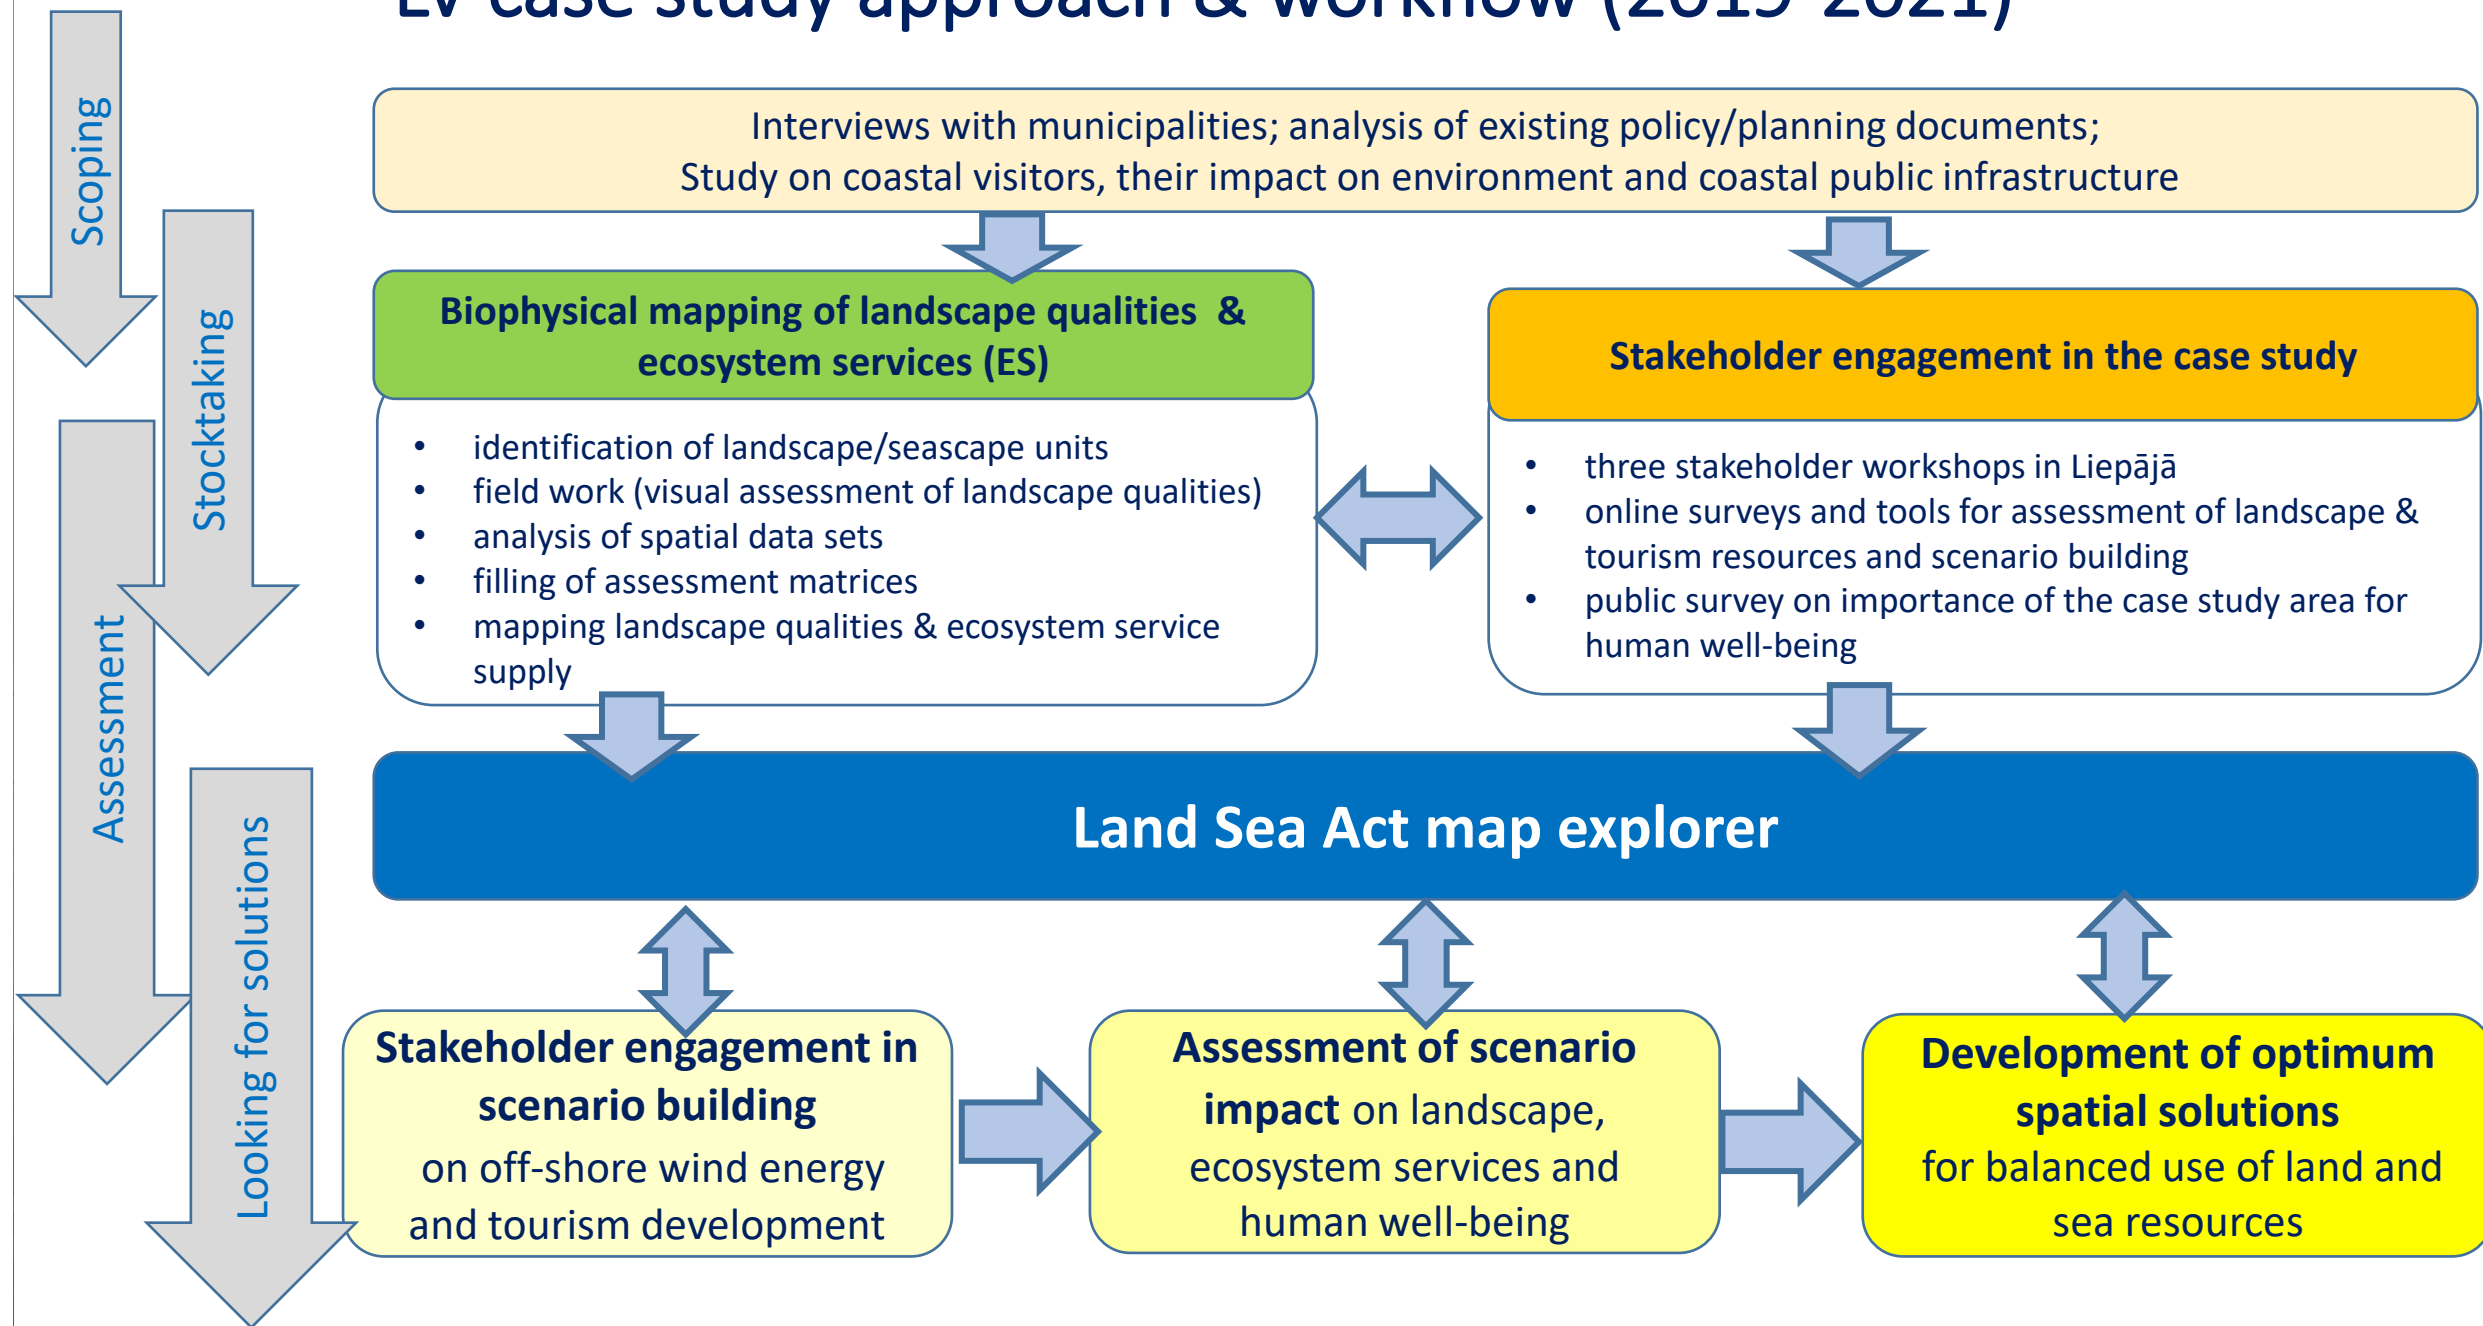 LV case study approach & workflow (2019-2021)
Scoping
Stocktaking
Assessment
Looking for solutions
Interviews with municipalities; analysis of existing policy/planning documents;
Study on coastal visitors, their impact on environment and coastal public infrastructure
Biophysical mapping of landscape qualities &
ecosystem services (ES)
• identification of landscape/seascape units
• field work (visual assessment of landscape qualities)
• analysis of spatial data sets
• filling of assessment matrices
• mapping landscape qualities & ecosystem service
supply
Stakeholder engagement in the case study
• three stakeholder workshops in Liepājā
• online surveys and tools for assessment of landscape &
tourism resources and scenario building
• public survey on importance of the case study area for
human well-being
Land Sea Act map explorer
Stakeholder engagement in
scenario building
on off-shore wind energy
and tourism development
Assessment of scenario
impact on landscape,
ecosystem services and
human well-being
Development of optimum
spatial solutions
for balanced use of land and
sea resources